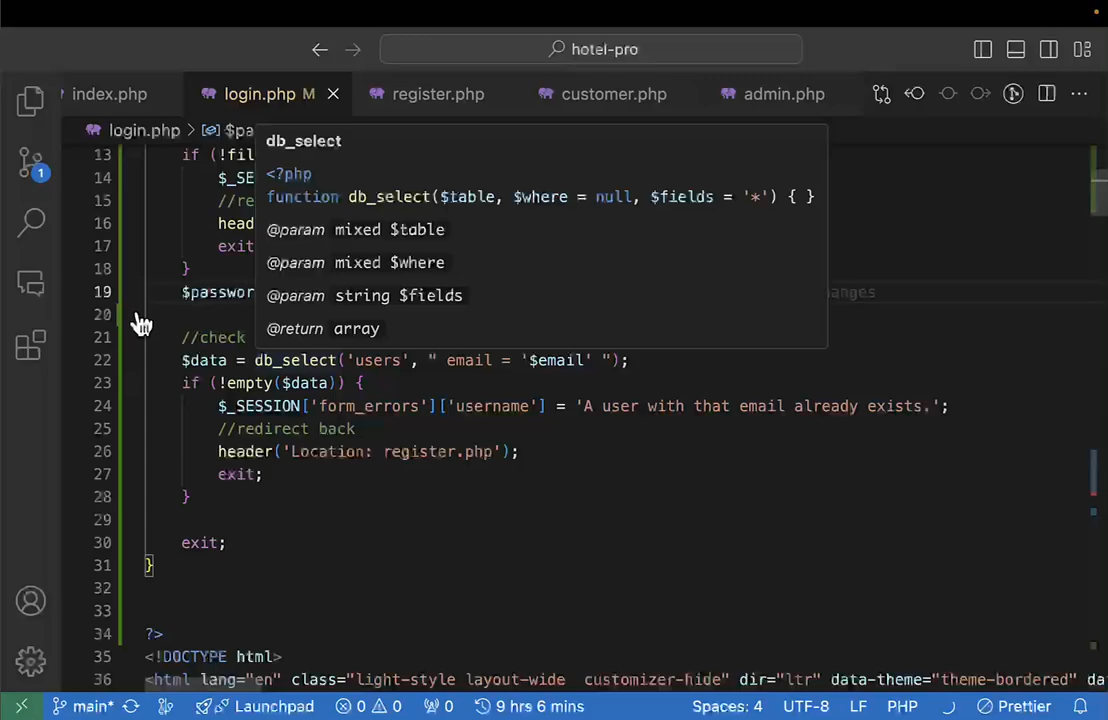 hotel-pro
index.php login.php M register.php customer.php admin.php
login.php > $pa
db_select
<?php
function db_select($table, $where = null, $fields = '*') { }
@param mixed $table
@param mixed $where
@param string $fields
@return array
13 if (!fil
14 $_SE
15 //re
16 head
17 exit
18 }
19 $passwor anges
20
21 //check
22 $data = db_select('users', " email = '$email' ");
23 if (!empty($data)) {
24 $_SESSION['form_errors']['username'] = 'A user with that email already exists.';
25 //redirect back
26 header('Location: register.php');
27 exit;
28 }
29
30 exit;
31 }
32
33
34 ?>
35 <!DOCTYPE html>
36 <html lang="en" class="light-style layout-wide  customizer-hide" dir="ltr" data-theme="theme-bordered" da
1
main* Launchpad 0 0 0 9 hrs 6 mins Spaces: 4 UTF-8 LF PHP Prettier